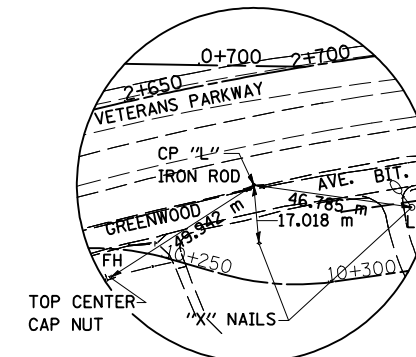 0+700 2+700
2+650
VETERANS PARKWAY
CP "L"
IRON ROD
AVE. BIT.
46.785 m
GREENWOOD
49.942 m
17.018 m
L
FH
10+250
10+300
TOP CENTER
CAP NUT
"X" NAILS